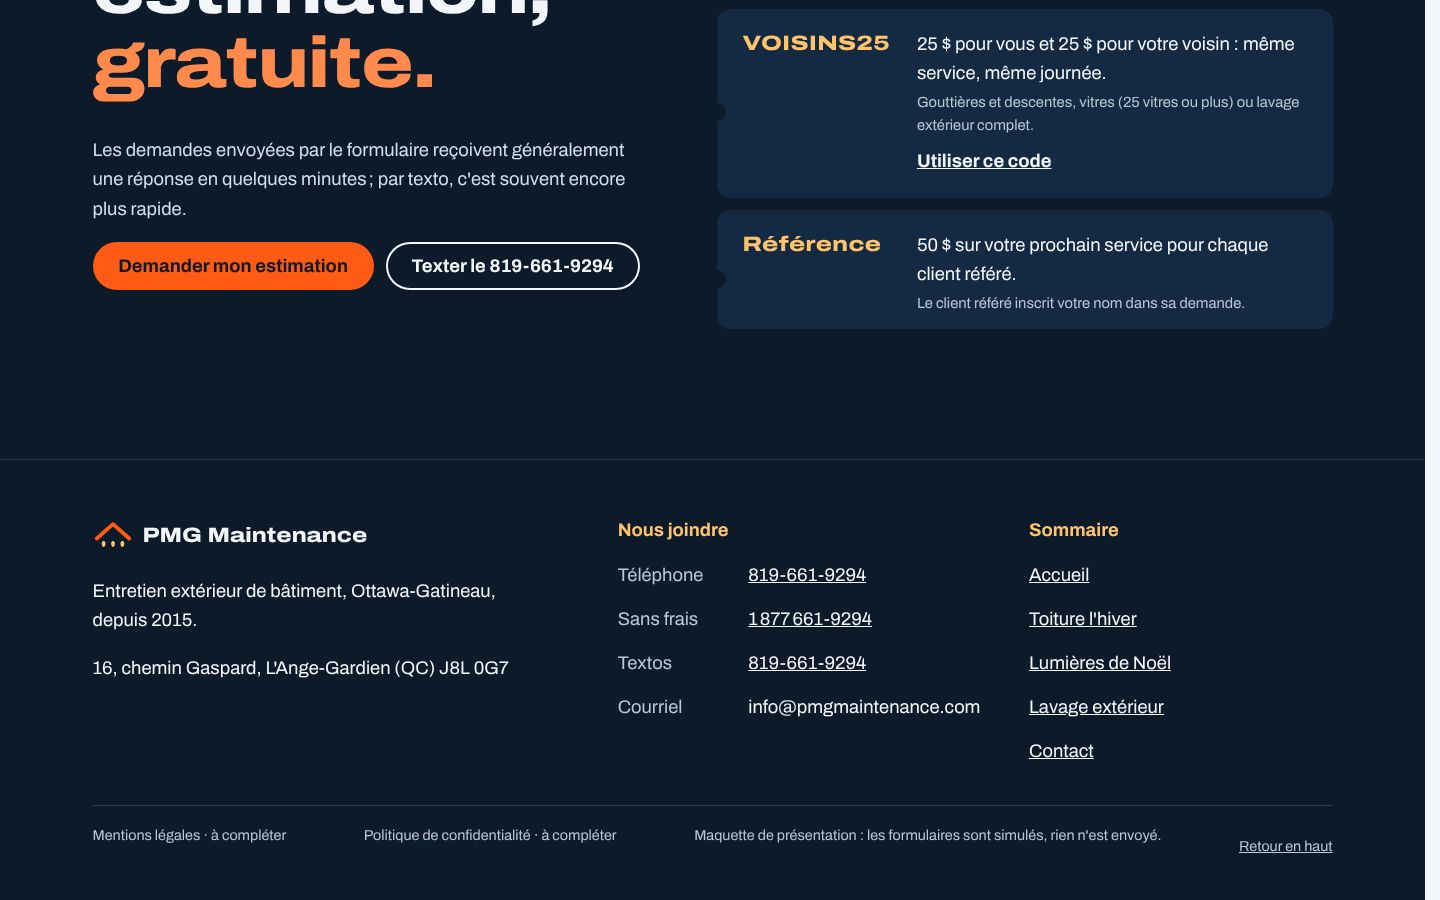 estimation,
gratuite.
Les demandes envoyées par le formulaire reçoivent généralement
une réponse en quelques minutes ; par texto, c'est souvent encore
plus rapide.
Demander mon estimation
Texter le 819-661-9294
VOISINS25
25 $ pour vous et 25 $ pour votre voisin : même
service, même journée.
Gouttières et descentes, vitres (25 vitres ou plus) ou lavage
extérieur complet.
Utiliser ce code
Référence
50 $ sur votre prochain service pour chaque
client référé.
Le client référé inscrit votre nom dans sa demande.
PMG Maintenance
Entretien extérieur de bâtiment, Ottawa-Gatineau,
depuis 2015.
16, chemin Gaspard, L'Ange-Gardien (QC) J8L 0G7
Nous joindre
Téléphone 819-661-9294
Sans frais 1 877 661-9294
Textos 819-661-9294
Courriel info@pmgmaintenance.com
Sommaire
Accueil
Toiture l'hiver
Lumières de Noël
Lavage extérieur
Contact
Mentions légales · à compléter
Politique de confidentialité · à compléter
Maquette de présentation : les formulaires sont simulés, rien n'est envoyé.
Retour en haut